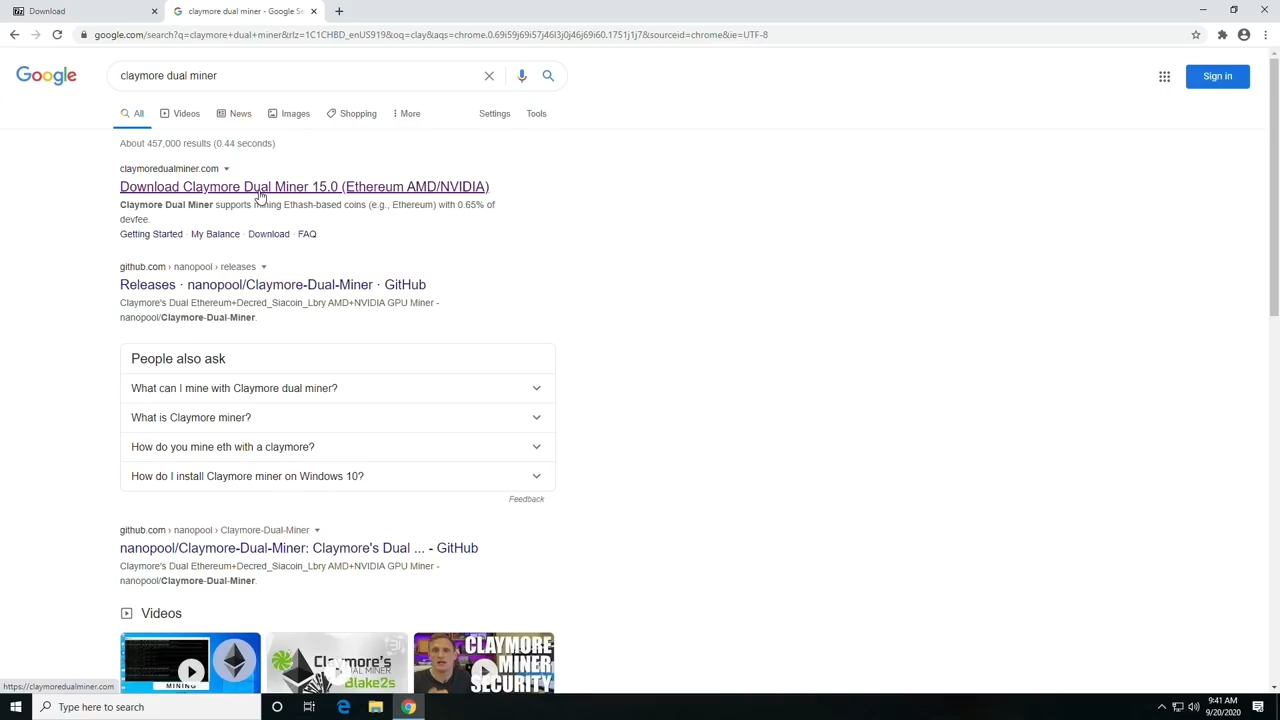 Download
claymore dual miner - Google Se
google.com/search?q=claymore+dual+miner&rlz=1C1CHBD_enUS919&oq=clay&aqs=chrome.0.69i59j69i57j46l3j0j46j69i60.1751j1j7&sourceid=chrome&ie=UTF-8
Google
claymore dual miner
Sign in
All
Videos
News
Images
Shopping
More
Settings
Tools
About 457,000 results (0.44 seconds)
claymoredualminer.com
Download Claymore Dual Miner 15.0 (Ethereum AMD/NVIDIA)
Claymore Dual Miner supports mining Ethash-based coins (e.g., Ethereum) with 0.65% of
devfee.
Getting Started · My Balance · Download · FAQ
github.com › nanopool › releases
Releases · nanopool/Claymore-Dual-Miner · GitHub
Claymore's Dual Ethereum+Decred_Siacoin_Lbry AMD+NVIDIA GPU Miner -
nanopool/Claymore-Dual-Miner.
People also ask
What can I mine with Claymore dual miner?
What is Claymore miner?
How do you mine eth with a claymore?
How do I install Claymore miner on Windows 10?
Feedback
github.com › nanopool › Claymore-Dual-Miner
nanopool/Claymore-Dual-Miner: Claymore's Dual ... - GitHub
Claymore's Dual Ethereum+Decred_Siacoin_Lbry AMD+NVIDIA GPU Miner -
nanopool/Claymore-Dual-Miner.
Videos
MINING
Claymore's
DUAL MINER
Blake2s
CLAYMORE
MINER
SECURITY
https://claymoredualminer.com
Type here to search
9:41 AM
9/20/2020